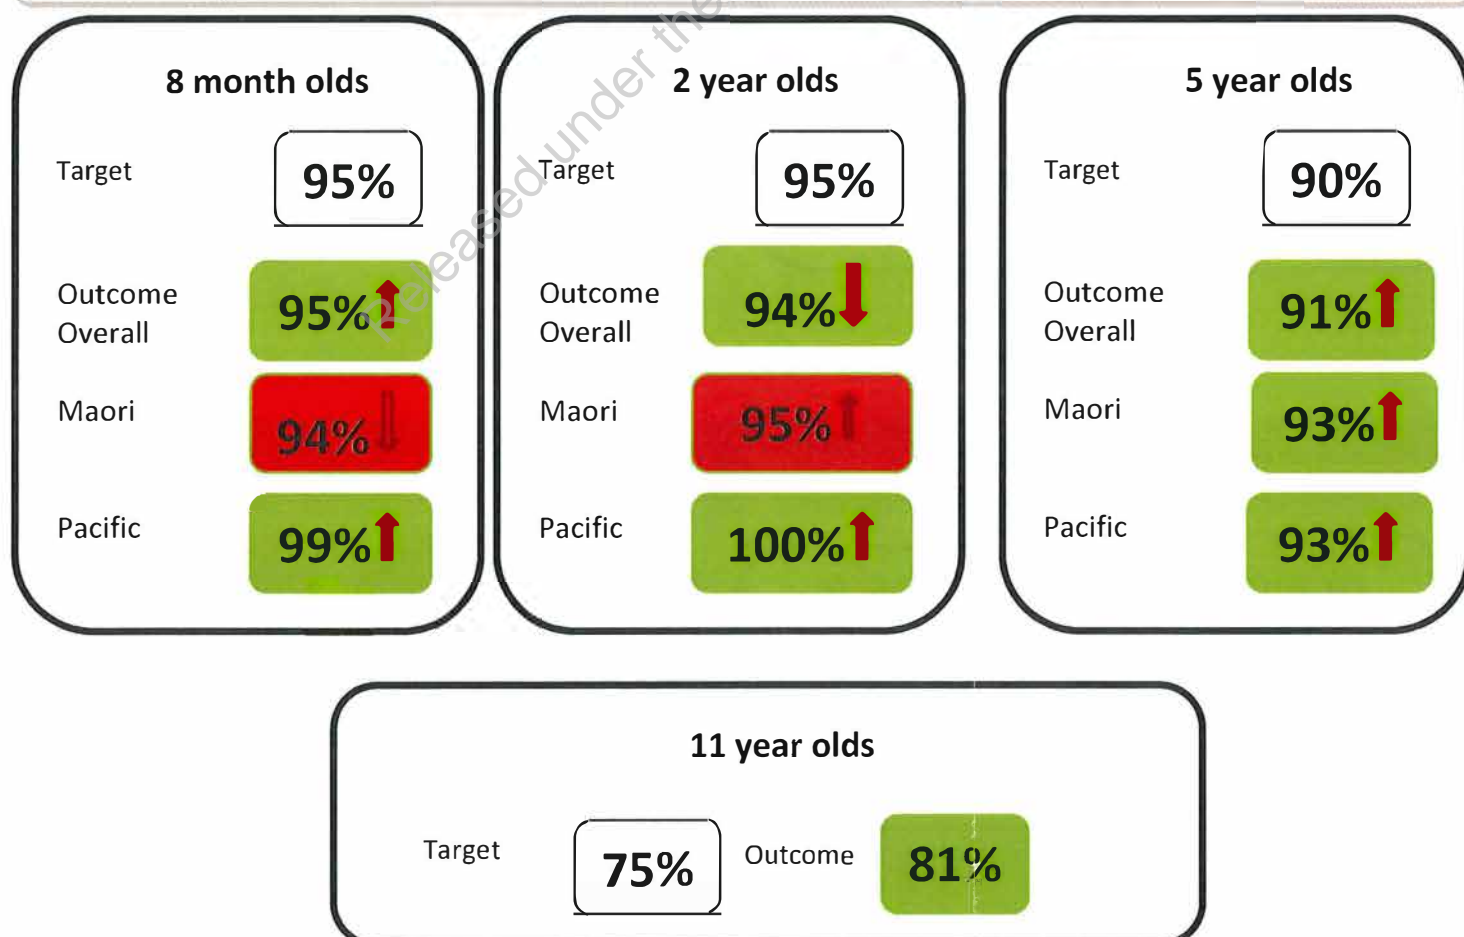 8 month olds
Target
95%
Outcome
Overall
95%
Maori
94%
Pacific
99%
2 year olds
Target
95%
Outcome
Overall
94%
Maori
95%
Pacific
100%
5 year olds
Target
90%
Outcome
Overall
91%
Maori
93%
Pacific
93%
Released under the
11 year olds
Target
75%
Outcome
81%